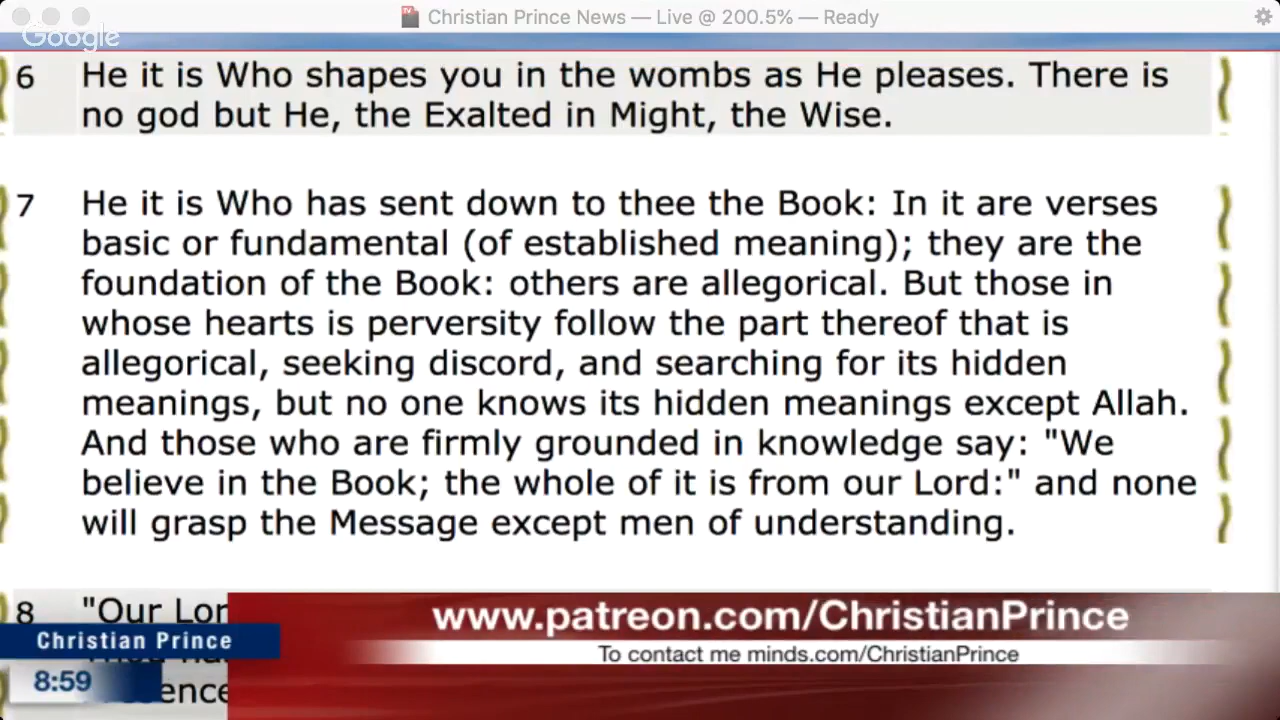 Christian Prince News — Live @ 200.5% — Ready
Google
6 He it is Who shapes you in the wombs as He pleases. There is
no god but He, the Exalted in Might, the Wise.
7 He it is Who has sent down to thee the Book: In it are verses
basic or fundamental (of established meaning); they are the
foundation of the Book: others are allegorical. But those in
whose hearts is perversity follow the part thereof that is
allegorical, seeking discord, and searching for its hidden
meanings, but no one knows its hidden meanings except Allah.
And those who are firmly grounded in knowledge say: "We
believe in the Book; the whole of it is from our Lord:" and none
will grasp the Message except men of understanding.
8 "Our Lor
www.patreon.com/ChristianPrince
Christian Prince
To contact me minds.com/ChristianPrince
8:59